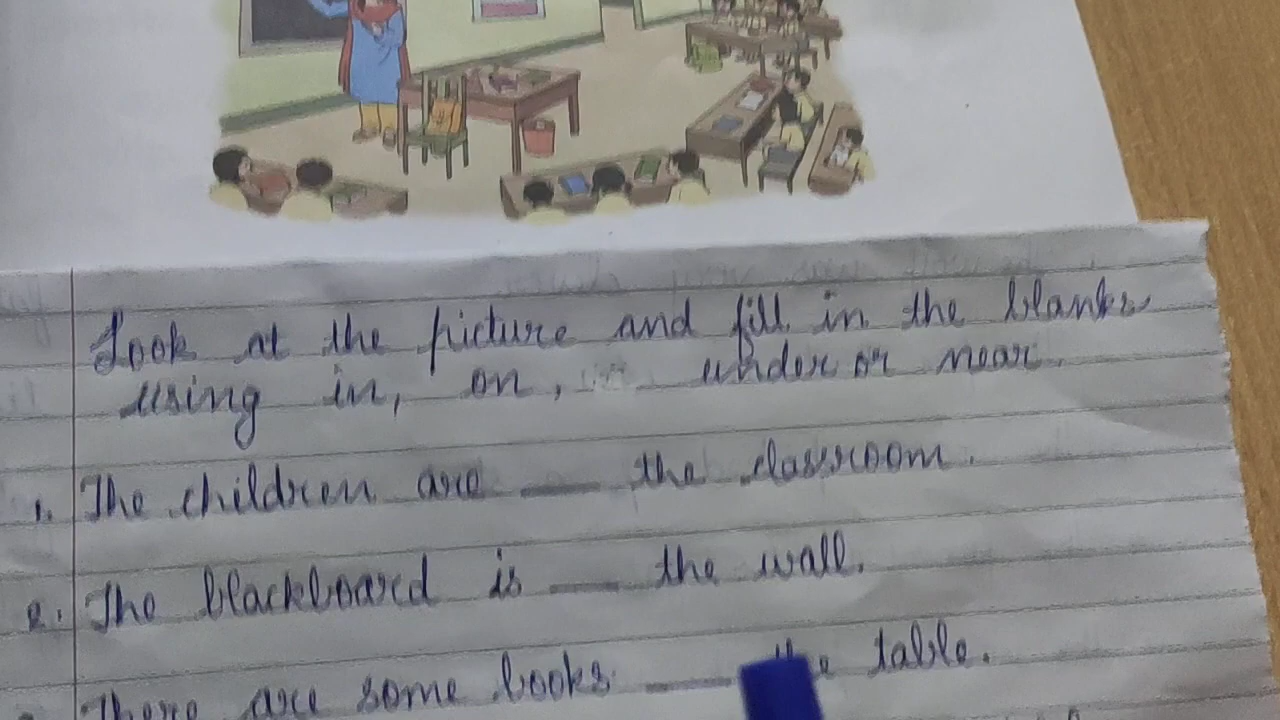 Look at the picture and fill in the blanks
using in, on, under or near.
1. The children are ___ the classroom.
2. The blackboard is ___ the wall.
There are some books ___ the table.